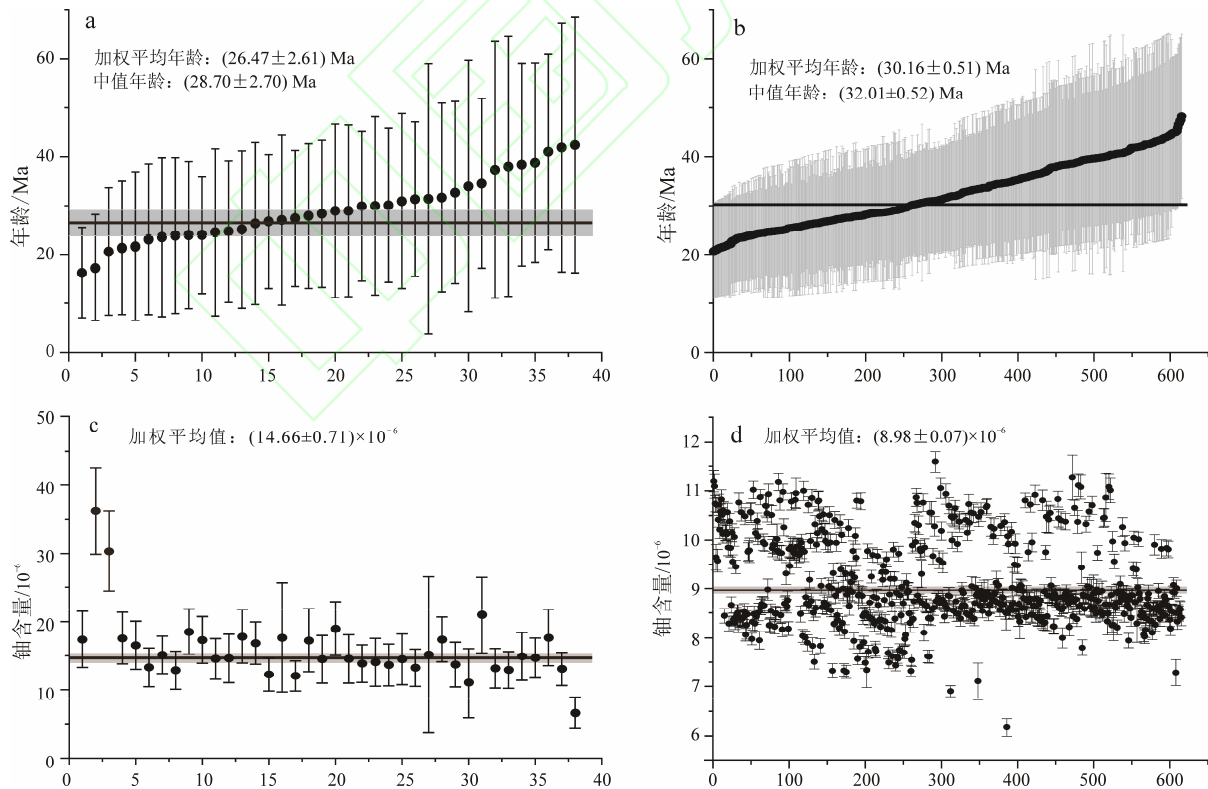 a
加权平均年龄：(26.47±2.61) Ma
中值年龄：(28.70±2.70) Ma
年龄/Ma
60
40
20
0
0 5 10 15 20 25 30 35 40
b
加权平均年龄：(30.16±0.51) Ma
中值年龄：(32.01±0.52) Ma
年龄/Ma
60
40
20
0
0 100 200 300 400 500 600
c
加权平均值：(14.66±0.71)×10⁻⁶
铀含量/10⁻⁶
50
40
30
20
10
0
0 5 10 15 20 25 30 35 40
d
加权平均值：(8.98±0.07)×10⁻⁶
铀含量/10⁻⁶
12
11
10
9
8
7
6
0 100 200 300 400 500 600